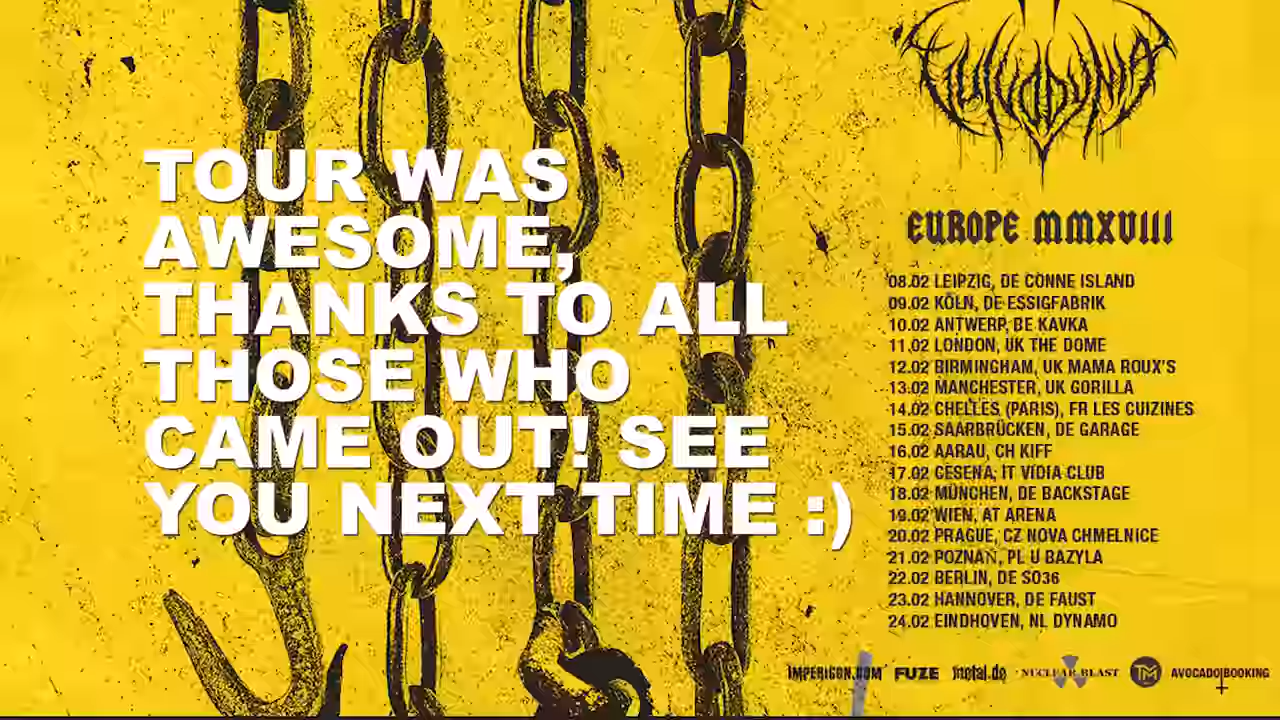 TOUR WAS
AWESOME,
THANKS TO ALL
THOSE WHO
CAME OUT! SEE
YOU NEXT TIME :)
VULVODYNIA
EUROPE MMXVIII
08.02 LEIPZIG, DE CONNE ISLAND
09.02 KÖLN, DE ESSIGFABRIK
10.02 ANTWERP, BE KAVKA
11.02 LONDON, UK THE DOME
12.02 BIRMINGHAM, UK MAMA ROUX'S
13.02 MANCHESTER, UK GORILLA
14.02 CHELLES (PARIS), FR LES CUIZINES
15.02 SAARBRÜCKEN, DE GARAGE
16.02 AARAU, CH KIFF
17.02 CESENA, IT VIDIA CLUB
18.02 MÜNCHEN, DE BACKSTAGE
19.02 WIEN, AT ARENA
20.02 PRAGUE, CZ NOVA CHMELNICE
21.02 POZNAŃ, PL U BAZYLA
22.02 BERLIN, DE SO36
23.02 HANNOVER, DE FAUST
24.02 EINDHOVEN, NL DYNAMO
IMPERICON.COM FUZE metal.de NUCLEAR BLAST TM AVOCADO BOOKING